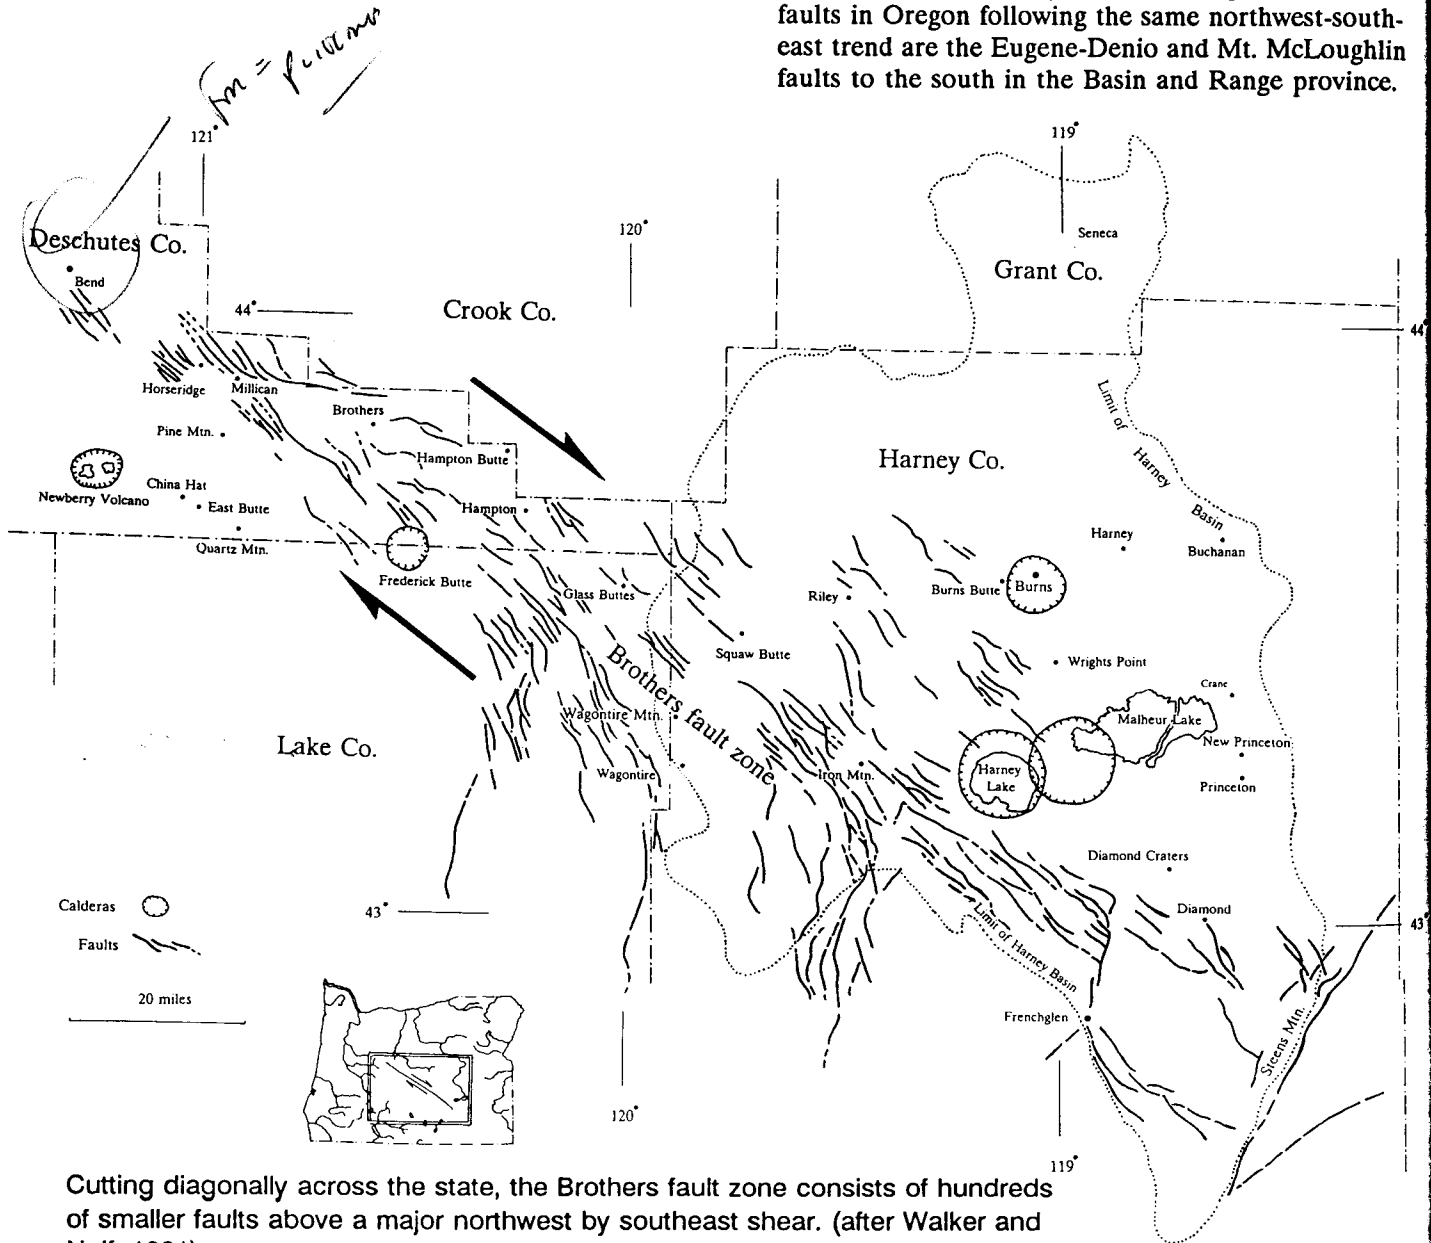 faults in Oregon following the same northwest-south-
east trend are the Eugene-Denio and Mt. McLoughlin
faults to the south in the Basin and Range province.
Fm =
121°
119°
120°
Seneca
Deschutes Co.
Grant Co.
Bend
44°
Crook Co.
44°
Horseridge
Millican
Limit of
Harney
Basin
Brothers
Pine Mtn.
Hampton Butte
Harney Co.
Newberry Volcano
China Hat
East Butte
Hampton
Harney
Buchanan
Quartz Mtn.
Frederick Butte
Glass Buttes
Riley
Burns Butte
Burns
Squaw Butte
Wrights Point
Brothers fault zone
Crane
Wagontire Mtn.
Malheur Lake
New Princeton
Lake Co.
Wagontire
Iron Mtn.
Harney
Lake
Princeton
Diamond Craters
Calderas
43°
Diamond
43°
Faults
Limit of Harney Basin
20 miles
Frenchglen
Steens Mtn.
120°
119°
Cutting diagonally across the state, the Brothers fault zone consists of hundreds
of smaller faults above a major northwest by southeast shear. (after Walker and